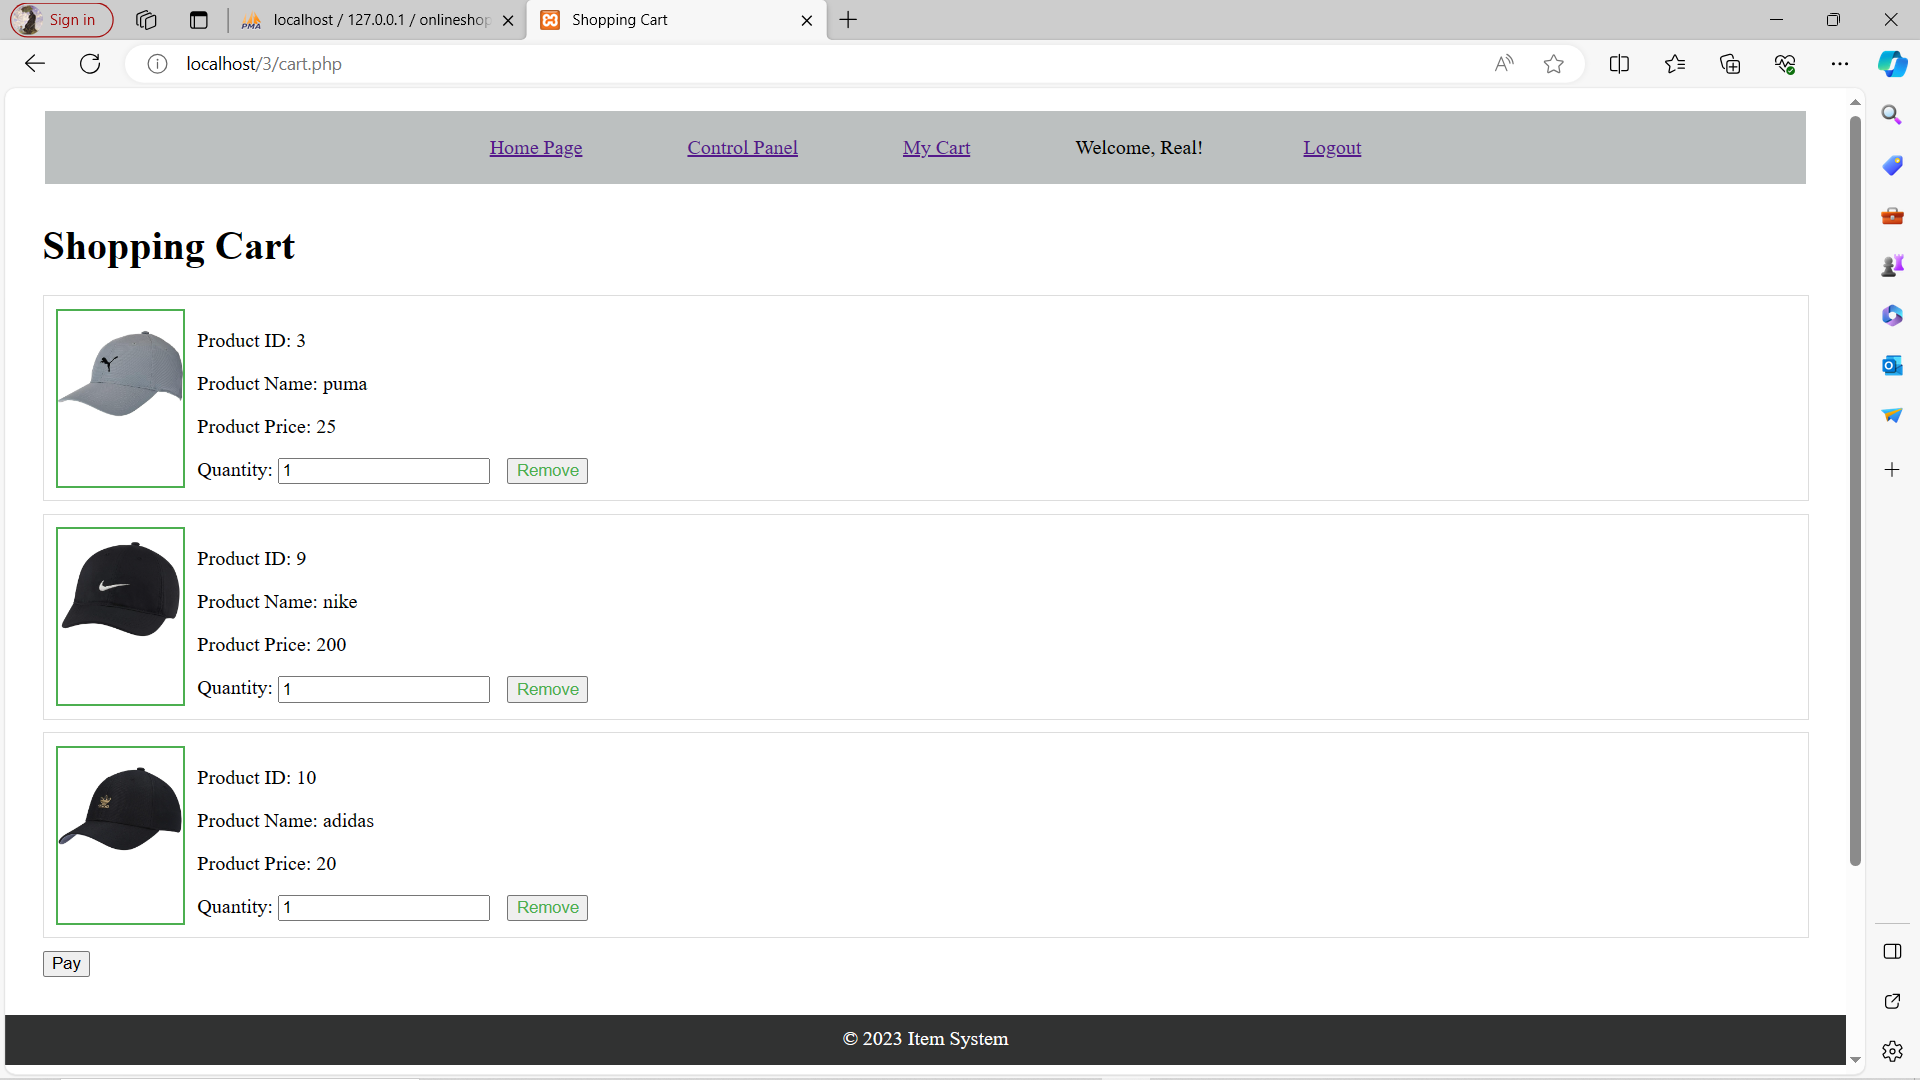 Sign in
PMA
localhost / 127.0.0.1 / onlineshop
Shopping Cart
localhost/3/cart.php
Home Page
Control Panel
My Cart
Welcome, Real!
Logout
Shopping Cart
Product ID: 3
Product Name: puma
Product Price: 25
Quantity: 1 Remove
Product ID: 9
Product Name: nike
Product Price: 200
Quantity: 1 Remove
Product ID: 10
Product Name: adidas
Product Price: 20
Quantity: 1 Remove
Pay
© 2023 Item System